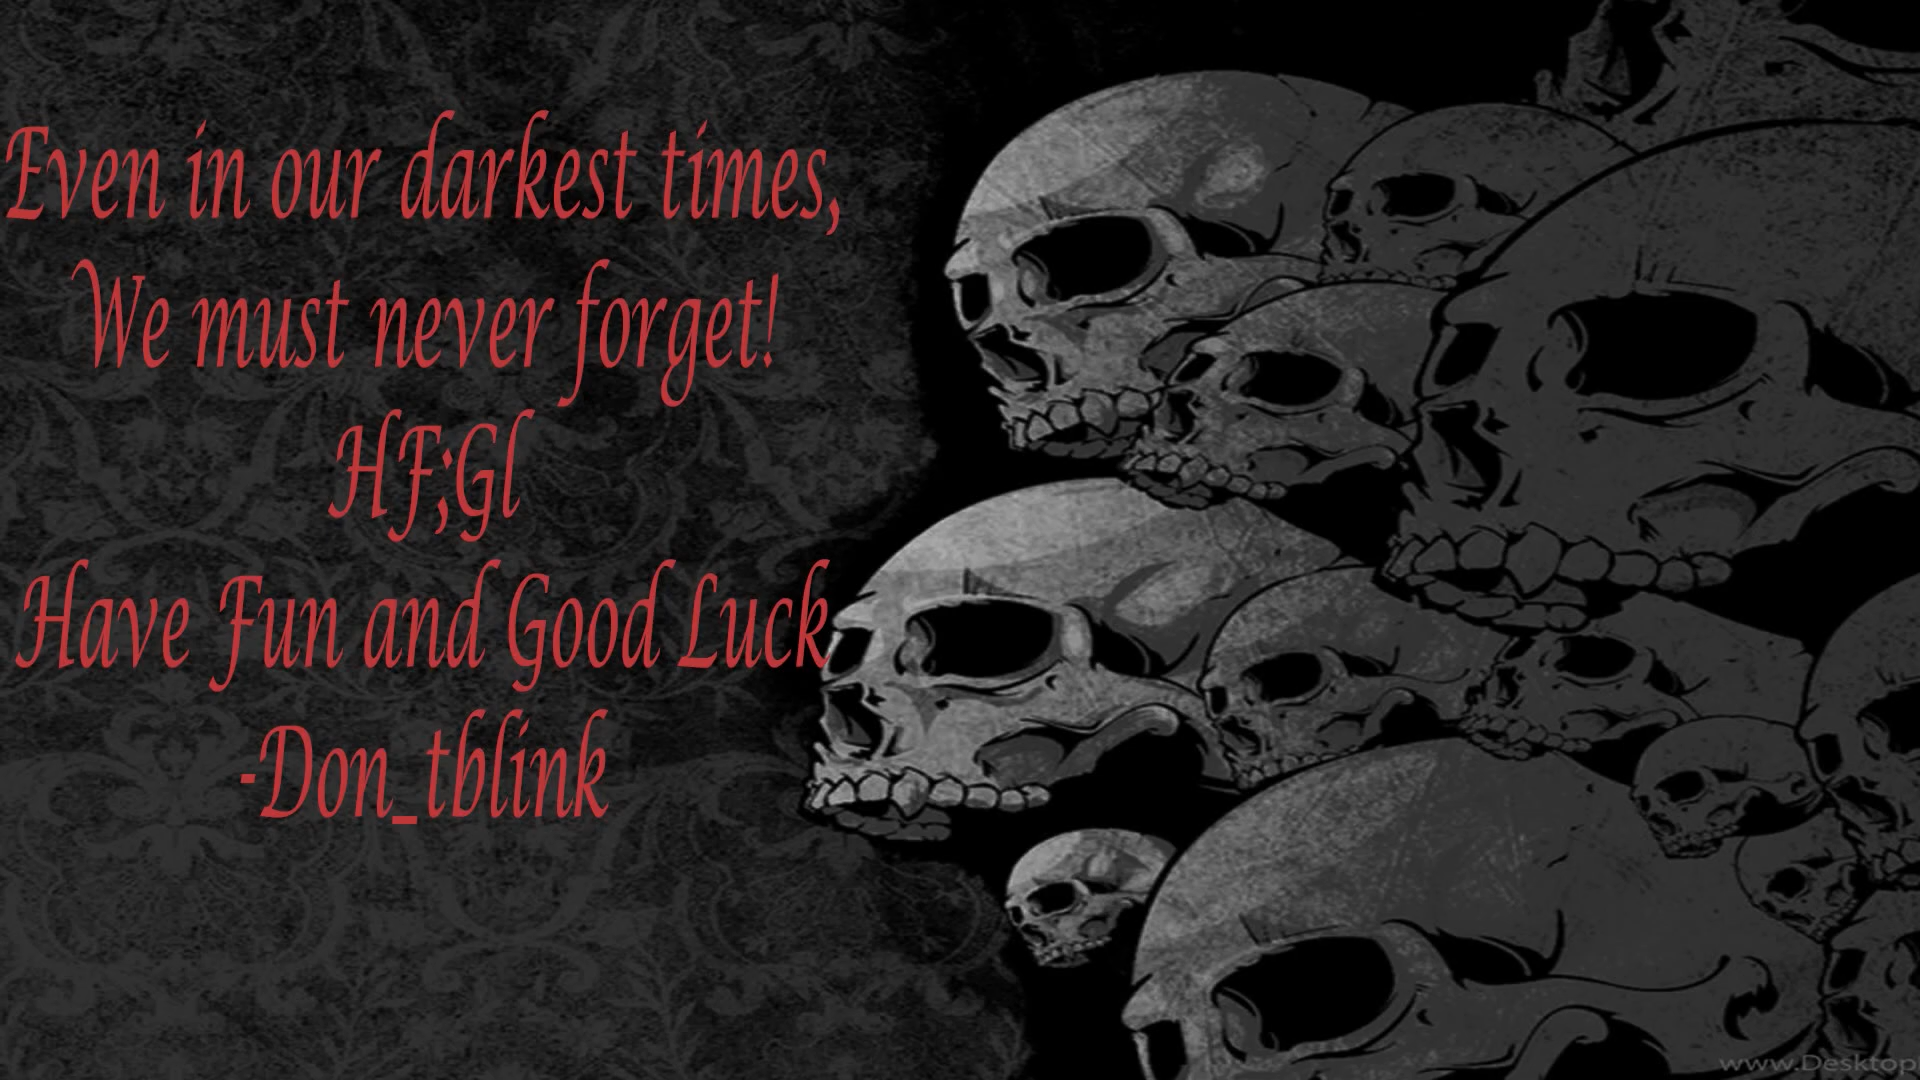 Even in our darkest times,
We must never forget!
HF;Gl
Have Fun and Good Luck
-Don_tblink
www.Desktop